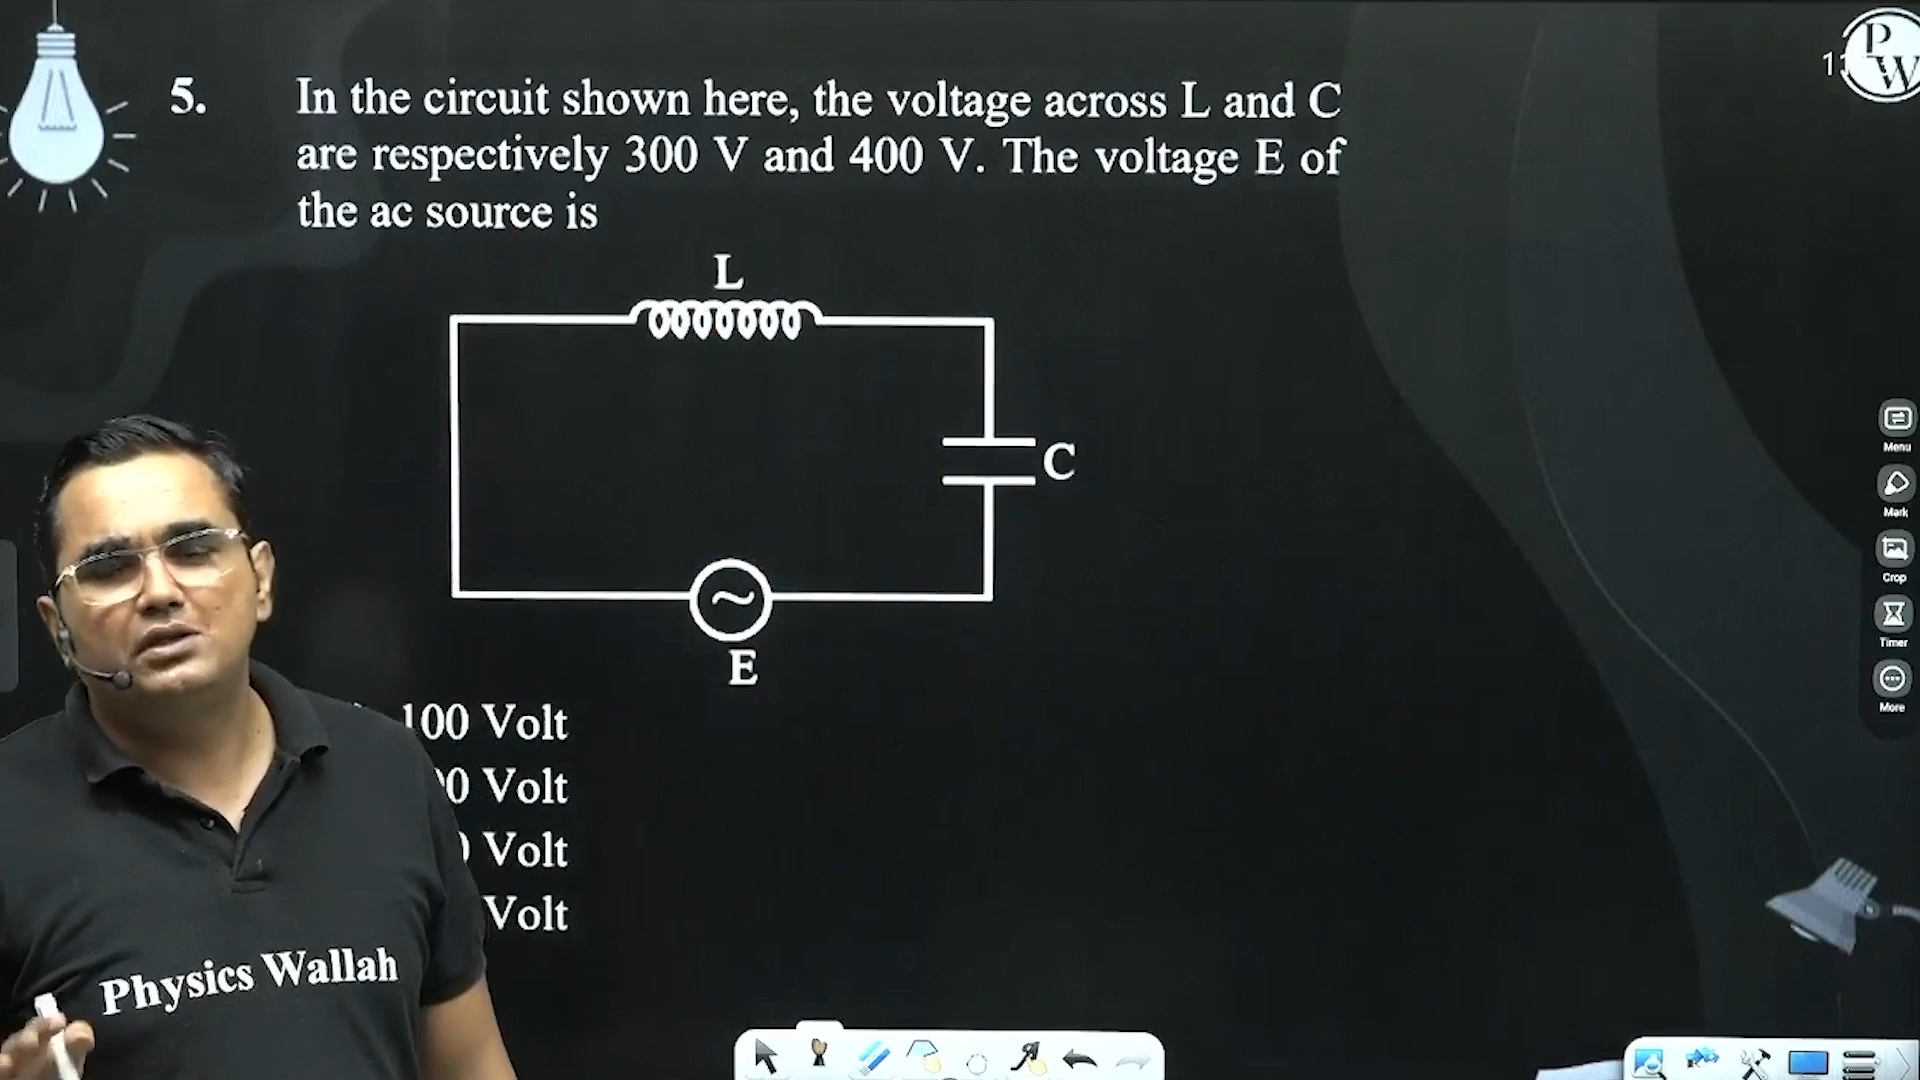 5. In the circuit shown here, the voltage across L and C
are respectively 300 V and 400 V. The voltage E of
the ac source is
L
C
E
100 Volt
Volt
Volt
Volt
Physics Wallah
PW
Menu
Mark
Crop
Timer
More